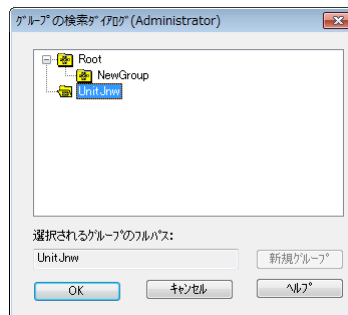 ｸﾞﾙｰﾌﾟの検索ﾀﾞｲｱﾛｸﾞ(Administrator)
Root
NewGroup
UnitJnw
選択されるｸﾞﾙｰﾌﾟのﾌﾙﾊﾟｽ:
UnitJnw
新規ｸﾞﾙｰﾌﾟ
OK
ｷｬﾝｾﾙ
ﾍﾙﾌﾟ